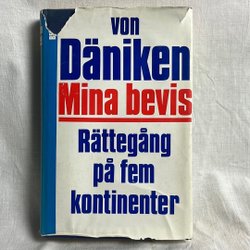 von
Däniken
Mina bevis
Rättegång
på fem
kontinenter